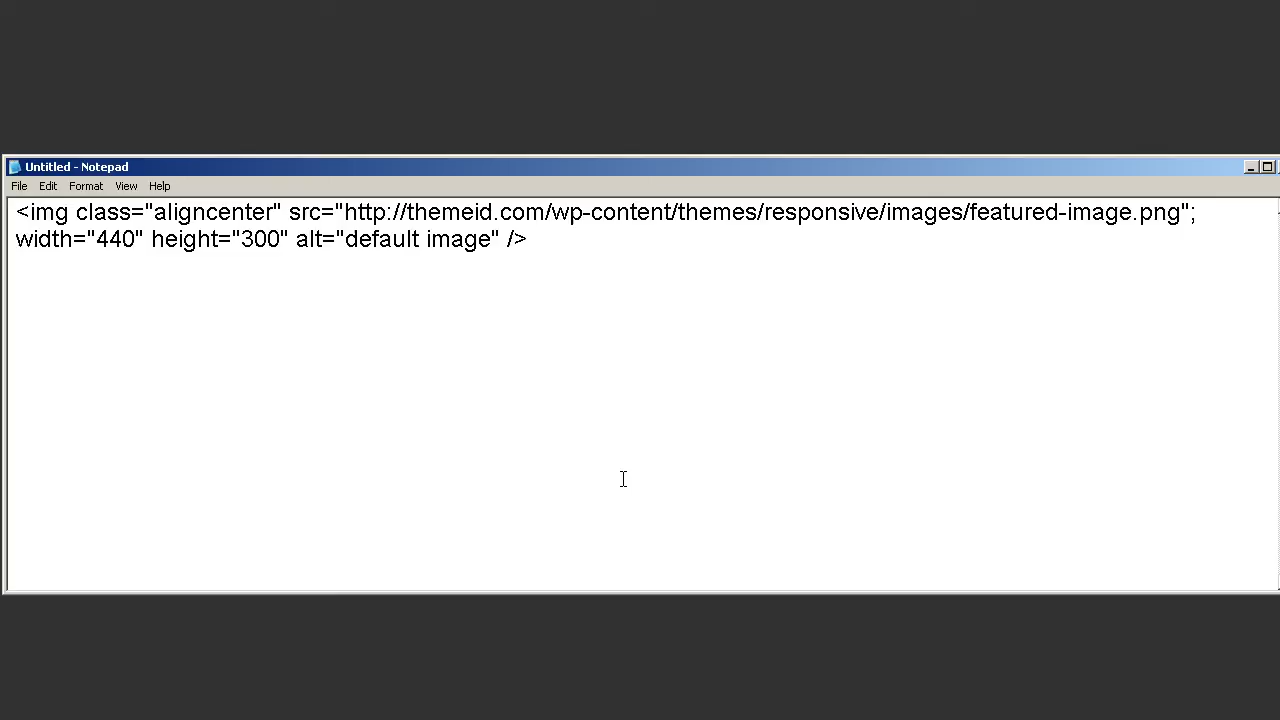 Untitled - Notepad
File Edit Format View Help
<img class="aligncenter" src="http://themeid.com/wp-content/themes/responsive/images/featured-image.png";
width="440" height="300" alt="default image" />